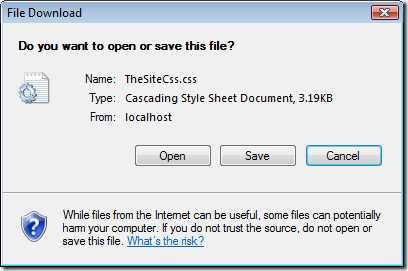 File Download
Do you want to open or save this file?
Name: TheSiteCss.css
Type: Cascading Style Sheet Document, 3.19KB
From: localhost
Open Save Cancel
While files from the Internet can be useful, some files can potentially
harm your computer. If you do not trust the source, do not open or
save this file. What's the risk?